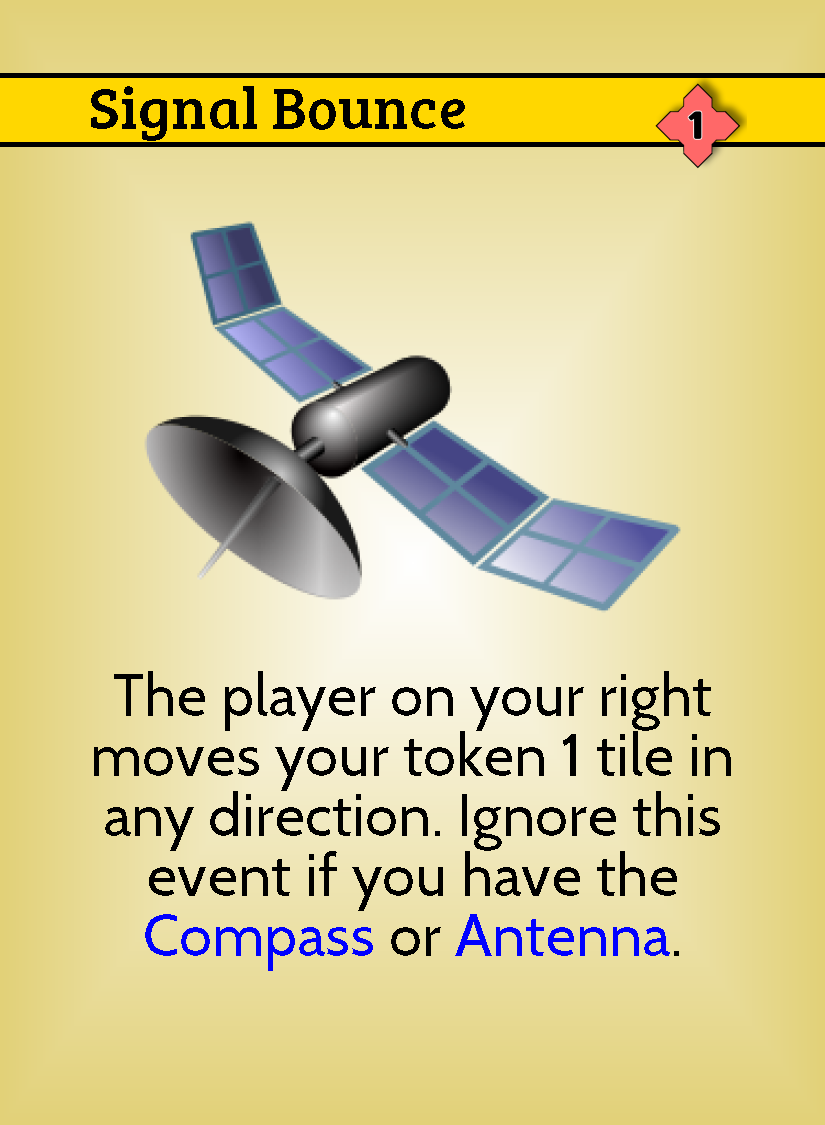 Signal Bounce
1
The player on your right
moves your token 1 tile in
any direction. Ignore this
event if you have the
Compass or Antenna.